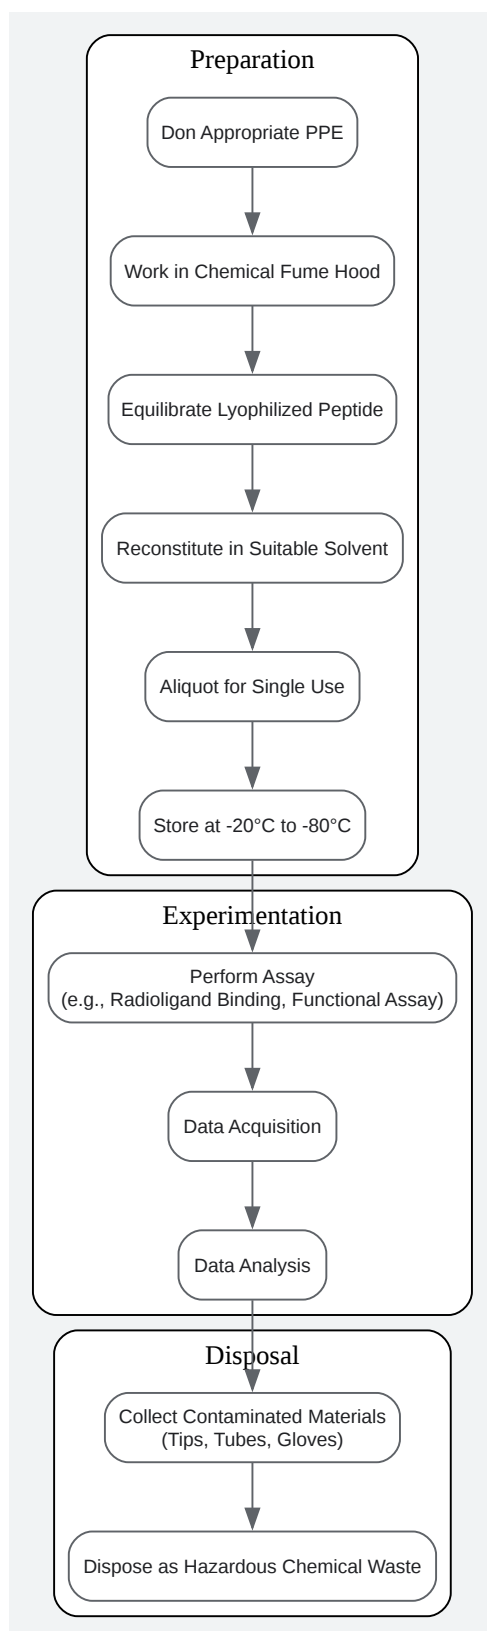 Preparation
Don Appropriate PPE
Work in Chemical Fume Hood
Equilibrate Lyophilized Peptide
Reconstitute in Suitable Solvent
Aliquot for Single Use
Store at -20°C to -80°C
Experimentation
Perform Assay
(e.g., Radioligand Binding, Functional Assay)
Data Acquisition
Data Analysis
Disposal
Collect Contaminated Materials
(Tips, Tubes, Gloves)
Dispose as Hazardous Chemical Waste